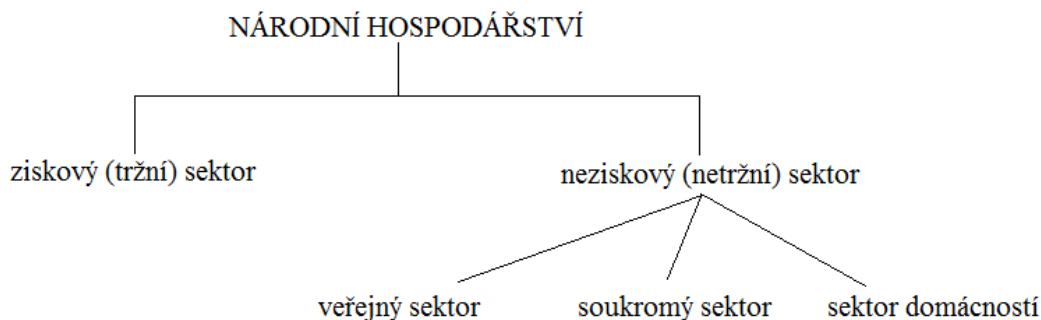 NÁRODNÍ HOSPODÁŘSTVÍ
ziskový (tržní) sektor
neziskový (netržní) sektor
veřejný sektor
soukromý sektor
sektor domácností